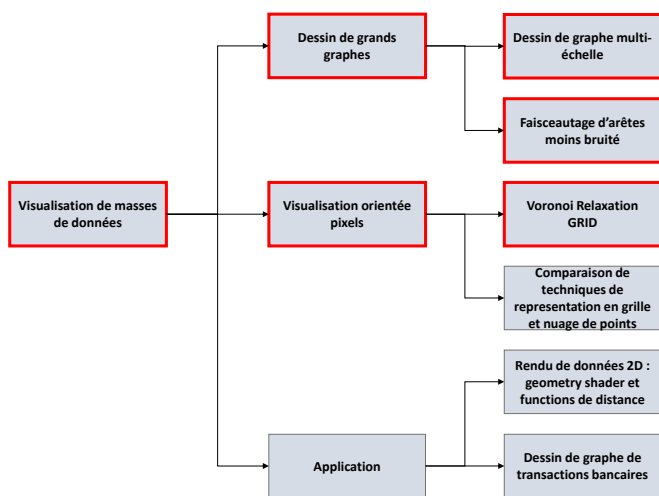 Dessin de grands
graphes
Dessin de graphe multi-
échelle
Faisceautage d'arêtes
moins bruité
Visualisation de masses
de données
Visualisation orientée
pixels
Voronoi Relaxation
GRID
Comparaison de
techniques de
representation en grille
et nuage de points
Rendu de données 2D :
geometry shader et
functions de distance
Application
Dessin de graphe de
transactions bancaires